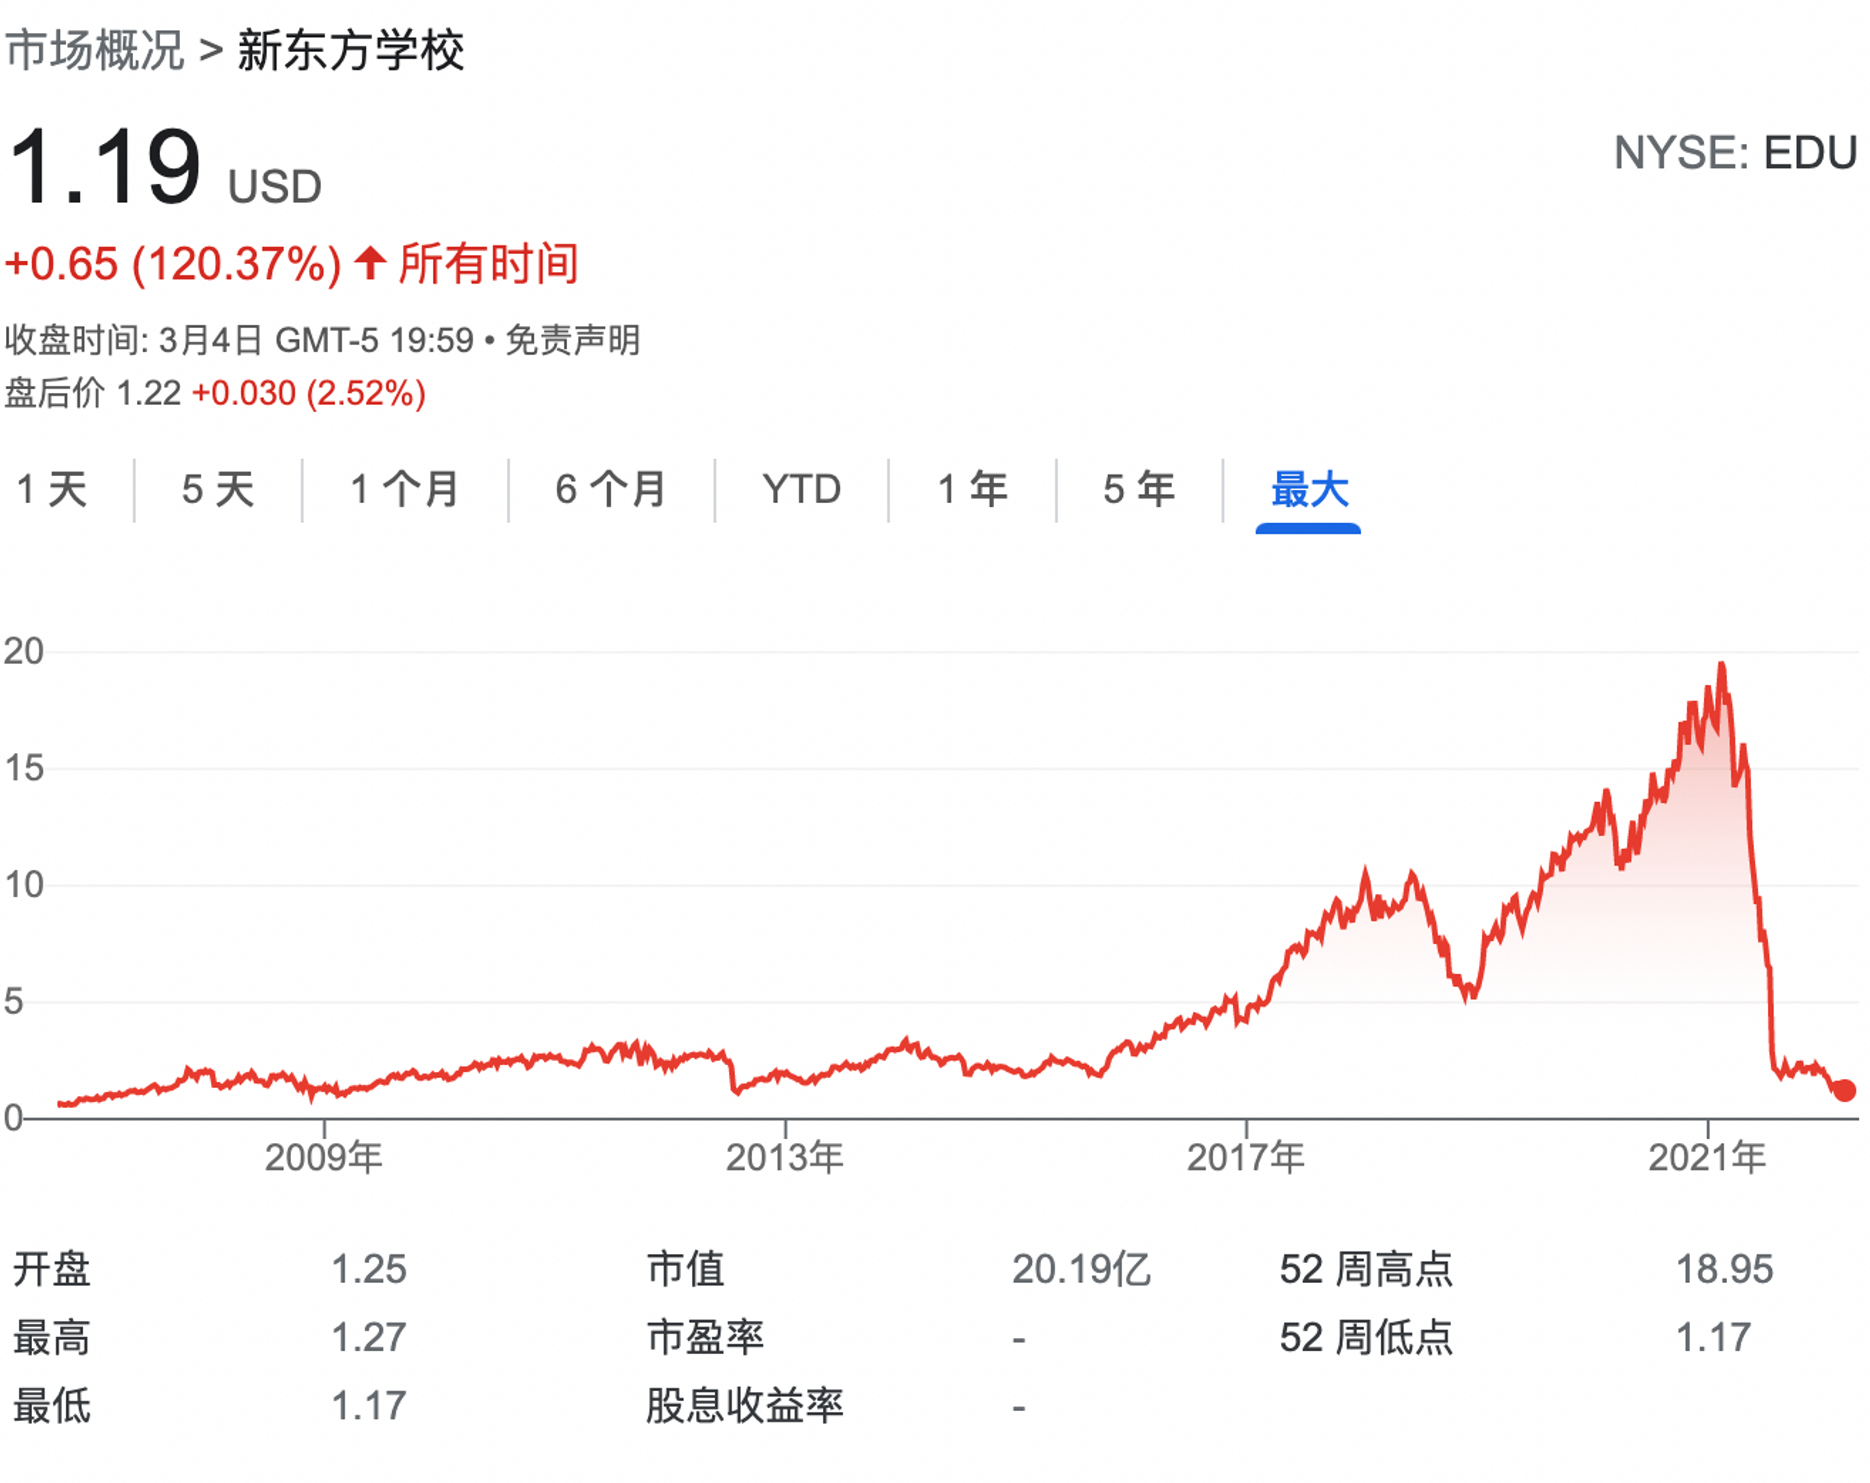 市场概况 > 新东方学校
1.19 USD
NYSE: EDU
+0.65 (120.37%) ↑ 所有时间
收盘时间: 3月4日 GMT-5 19:59 • 免责声明
盘后价 1.22 +0.030 (2.52%)
1 天 5 天 1 个月 6 个月 YTD 1 年 5 年 最大
20
15
10
5
0
2009年 2013年 2017年 2021年
开盘 1.25 市值 20.19亿 52 周高点 18.95
最高 1.27 市盈率 - 52 周低点 1.17
最低 1.17 股息收益率 -